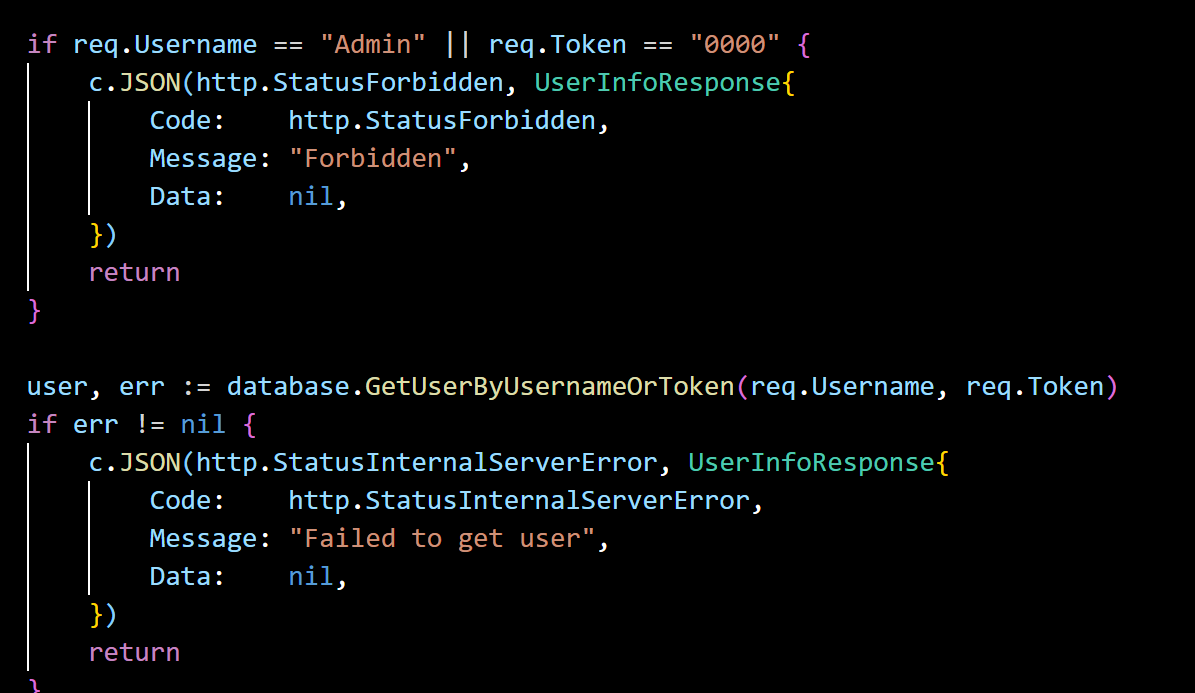 if req.Username == "Admin" || req.Token == "0000" {
c.JSON(http.StatusForbidden, UserInfoResponse{
Code: http.StatusForbidden,
Message: "Forbidden",
Data: nil,
})
return
}
user, err := database.GetUserByUsernameOrToken(req.Username, req.Token)
if err != nil {
c.JSON(http.StatusInternalServerError, UserInfoResponse{
Code: http.StatusInternalServerError,
Message: "Failed to get user",
Data: nil,
})
return
}